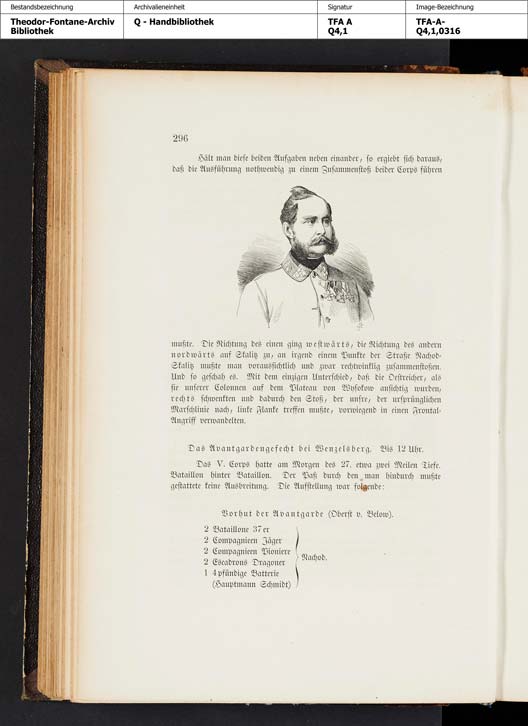 Bestandsbezeichnung
Archivalieneinheit
Signatur
Image-Bezeichnung
Theodor-Fontane-Archiv
Bibliothek
Q - Handbibliothek
TFA A
Q4,1
TFA-A-
Q4,1,0316
296
Hält man diese beiden Aufgaben neben einander, so ergiebt sich daraus,
daß die Ausführung nothwendig zu einem Zusammenstoß beider Corps führen
mußte. Die Richtung des einen ging westwärts, die Richtung des andern
nordwärts auf Skalitz zu, an irgend einem Punkte der Straße Nachod-
Skalitz mußte man voraussichtlich und zwar rechtwinklig zusammenstoßen.
Und so geschah es. Mit dem einzigen Unterschied, daß die Oestreicher, als
sie unserer Colonnen auf dem Plateau von Wysokow ansichtig wurden,
rechts schwenkten und dadurch den Stoß, der unsre, der ursprünglichen
Marschlinie nach, linke Flanke treffen mußte, vorwiegend in einen Frontal-
Angriff verwandelten.
Das Avantgardengefecht bei Wenzelsberg. Bis 12 Uhr.
Das V. Corps hatte am Morgen des 27. etwa zwei Meilen Tiefe.
Bataillon hinter Bataillon. Der Paß durch den man hindurch mußte
gestattete keine Ausbreitung. Die Aufstellung war folgende:
Vorhut der Avantgarde (Oberst v. Below).
2 Bataillone 37er
2 Compagnieen Jäger
2 Compagnieen Pioniere
2 Escadrons Dragoner
1 4pfündige Batterie
(Hauptmann Schmidt)
Nachod.